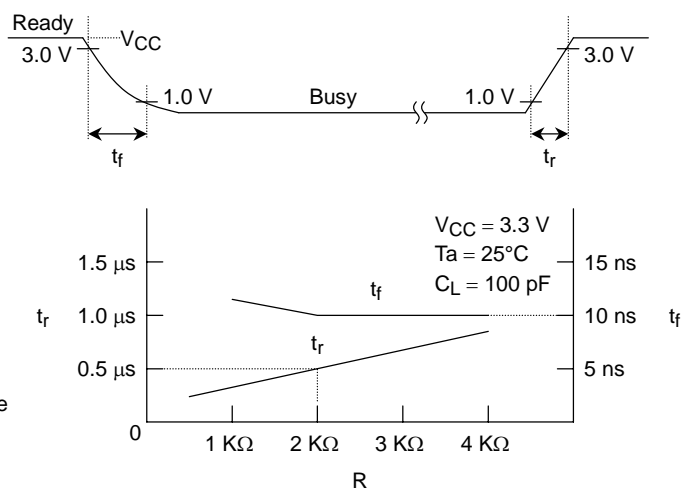 Ready
VCC
3.0 V
3.0 V
1.0 V
Busy
1.0 V
tf
tr
VCC = 3.3 V
Ta = 25°C
CL = 100 pF
1.5 µs
15 ns
tf
tr
1.0 µs
10 ns
tf
tr
0.5 µs
5 ns
e
0
1 KΩ
2 KΩ
3 KΩ
4 KΩ
R